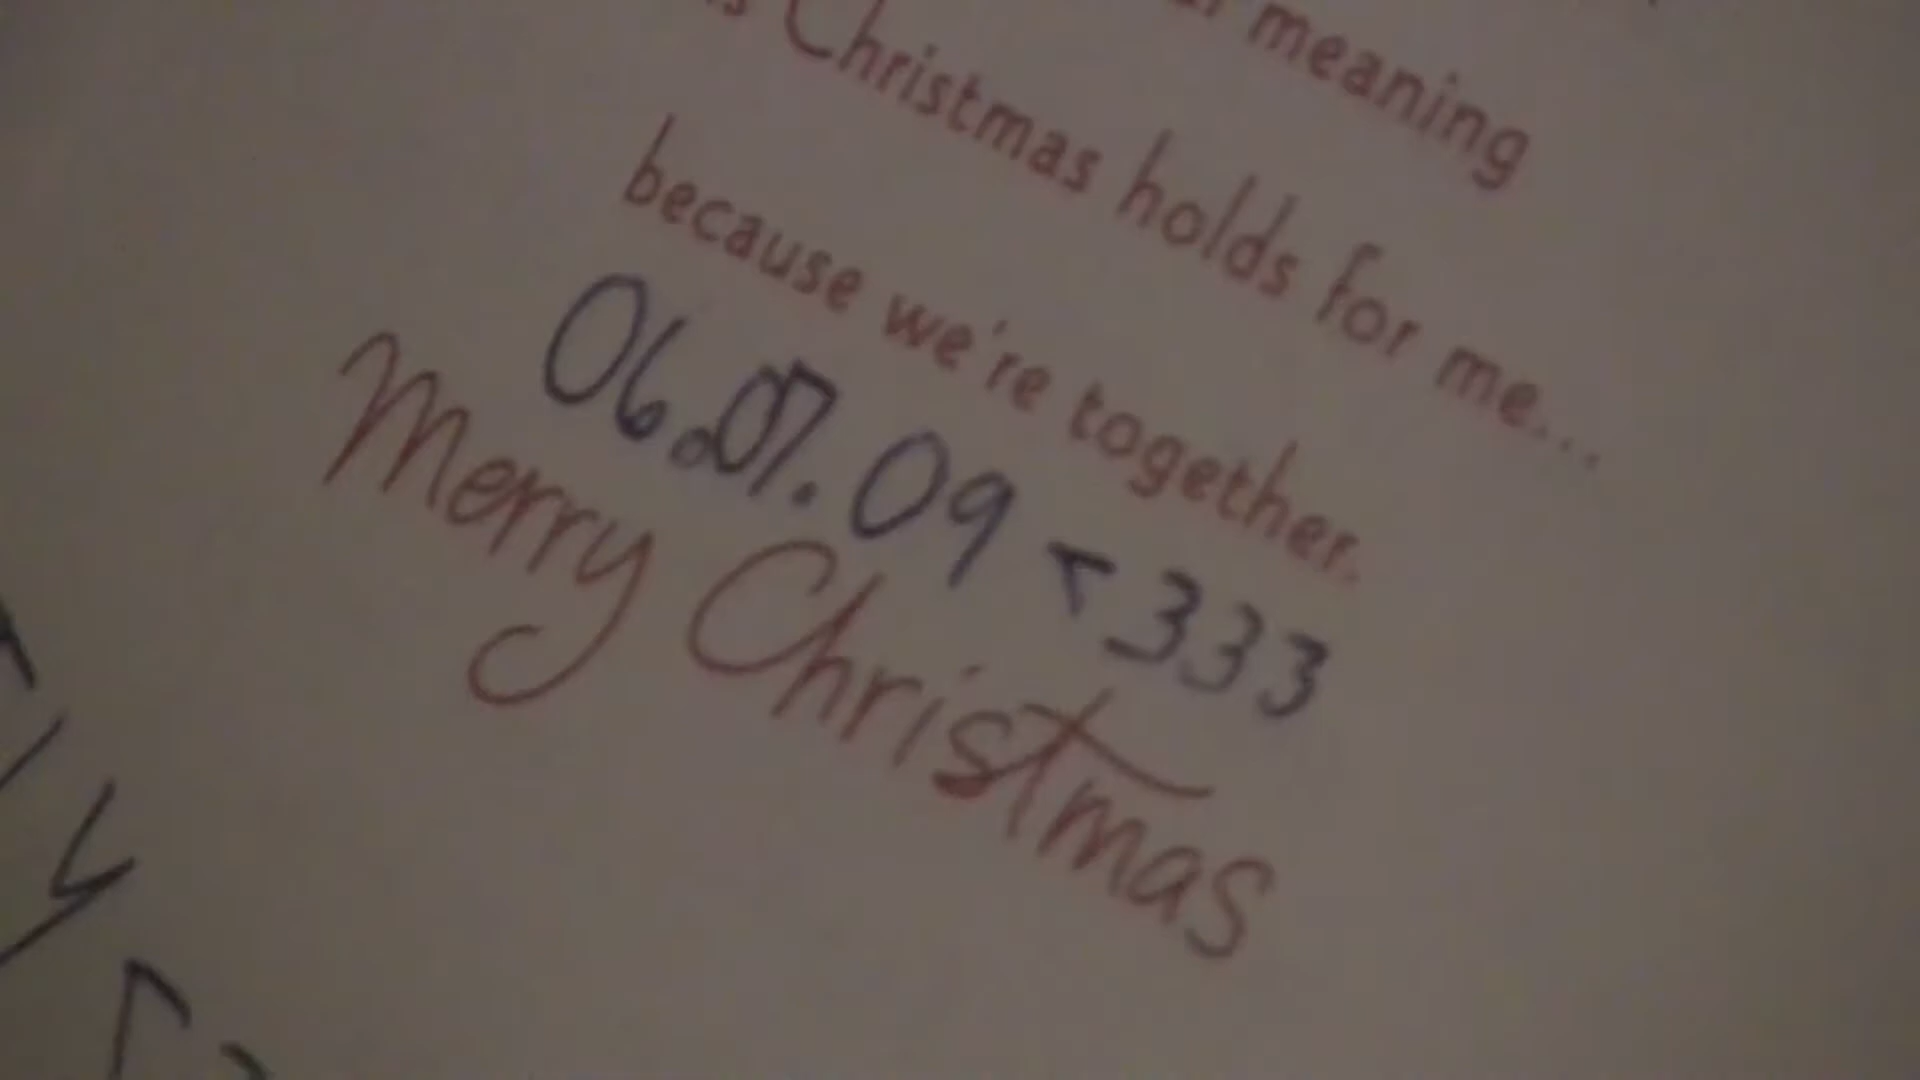 meaning
Christmas holds for me...
because we're together.
06.07.09 <333
Merry Christmas